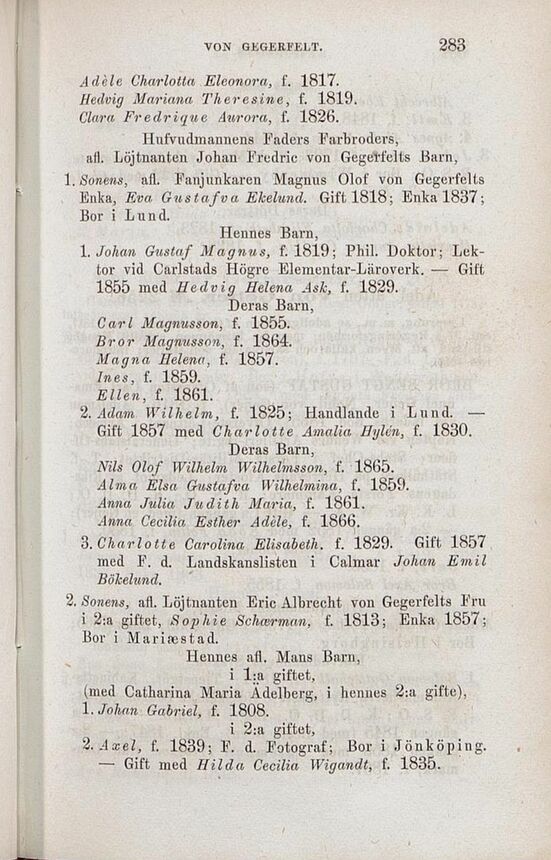 VON GEGERFELT. 283
Adèle Charlotta Eleonora, f. 1817.
Hedvig Mariana Theresine, f. 1819.
Clara Fredrique Aurora, f. 1826.
Hufvudmannens Faders Farbroders,
afl. Löjtnanten Johan Fredric von Gegerfelts Barn,
1. Sonens, afl. Fanjunkaren Magnus Olof von Gegerfelts
Enka, Eva Gustafva Ekelund. Gift 1818; Enka 1837;
Bor i Lund.
Hennes Barn,
1. Johan Gustaf Magnus, f. 1819; Phil. Doktor; Lek-
tor vid Carlstads Högre Elementar-Läroverk. — Gift
1855 med Hedvig Helena Ask, f. 1829.
Deras Barn,
Carl Magnusson, f. 1855.
Bror Magnusson, f. 1864.
Magna Helena, f. 1857.
Ines, f. 1859.
Ellen, f. 1861.
2. Adam Wilhelm, f. 1825; Handlande i Lund. —
Gift 1857 med Charlotte Amalia Hylén, f. 1830.
Deras Barn,
Nils Olof Wilhelm Wilhelmsson, f. 1865.
Alma Elsa Gustafva Wilhelmina, f. 1859.
Anna Julia Judith Maria, f. 1861.
Anna Cecilia Esther Adèle, f. 1866.
3. Charlotte Carolina Elisabeth. f. 1829. Gift 1857
med F. d. Landskanslisten i Calmar Johan Emil
Bökelund.
2. Sonens, afl. Löjtnanten Eric Albrecht von Gegerfelts Fru
i 2:a giftet, Sophie Schærman, f. 1813; Enka 1857;
Bor i Mariæstad.
Hennes afl. Mans Barn,
i 1:a giftet,
(med Catharina Maria Ädelberg, i hennes 2:a gifte),
1. Johan Gabriel, f. 1808.
i 2:a giftet,
2. Axel, f. 1839; F. d. Fotograf; Bor i Jönköping.
— Gift med Hilda Cecilia Wigandt, f. 1835.